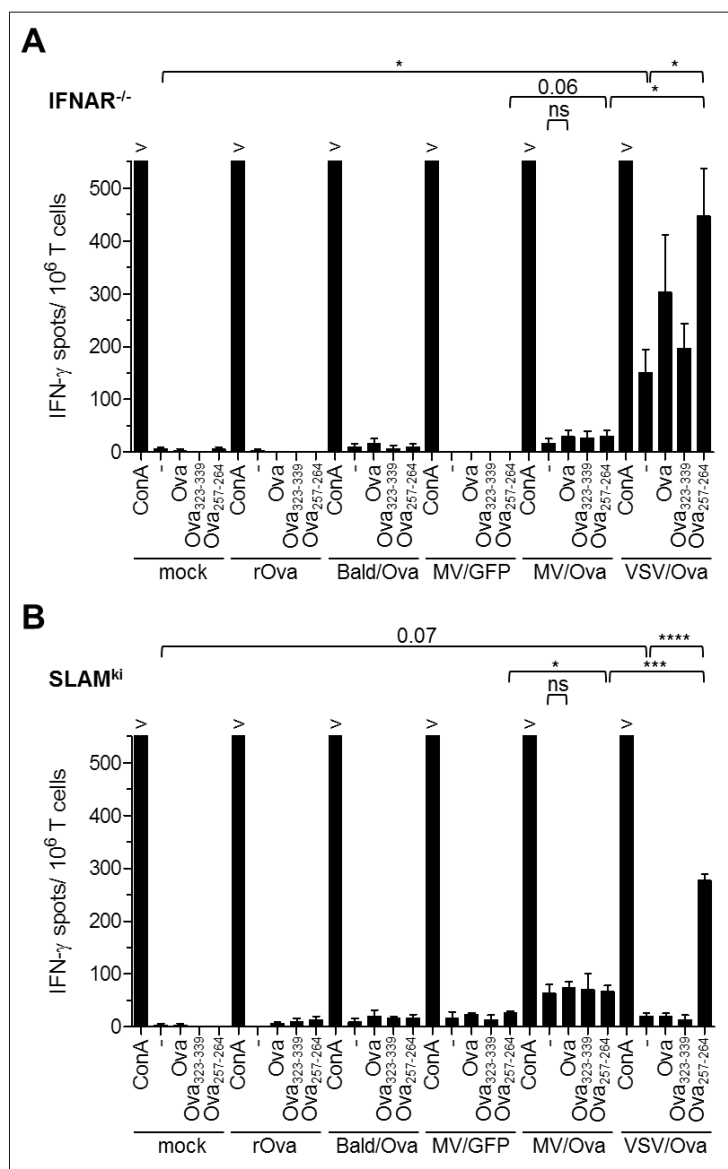 A
IFNAR-/-
*
*
0.06
*
ns
> > > > > >
IFN-γ spots/ 10⁶ T cells
500
400
300
200
100
0
ConA - Ova Ova323-339 Ova257-264 ConA - Ova Ova323-339 Ova257-264 ConA - Ova Ova323-339 Ova257-264 ConA - Ova Ova323-339 Ova257-264 ConA - Ova Ova323-339 Ova257-264 ConA - Ova Ova323-339 Ova257-264
mock rOva Bald/Ova MV/GFP MV/Ova VSV/Ova
B
SLAMki
0.07
****
*
***
ns
> > > > > >
IFN-γ spots/ 10⁶ T cells
500
400
300
200
100
0
ConA - Ova Ova323-339 Ova257-264 ConA - Ova Ova323-339 Ova257-264 ConA - Ova Ova323-339 Ova257-264 ConA - Ova Ova323-339 Ova257-264 ConA - Ova Ova323-339 Ova257-264 ConA - Ova Ova323-339 Ova257-264
mock rOva Bald/Ova MV/GFP MV/Ova VSV/Ova